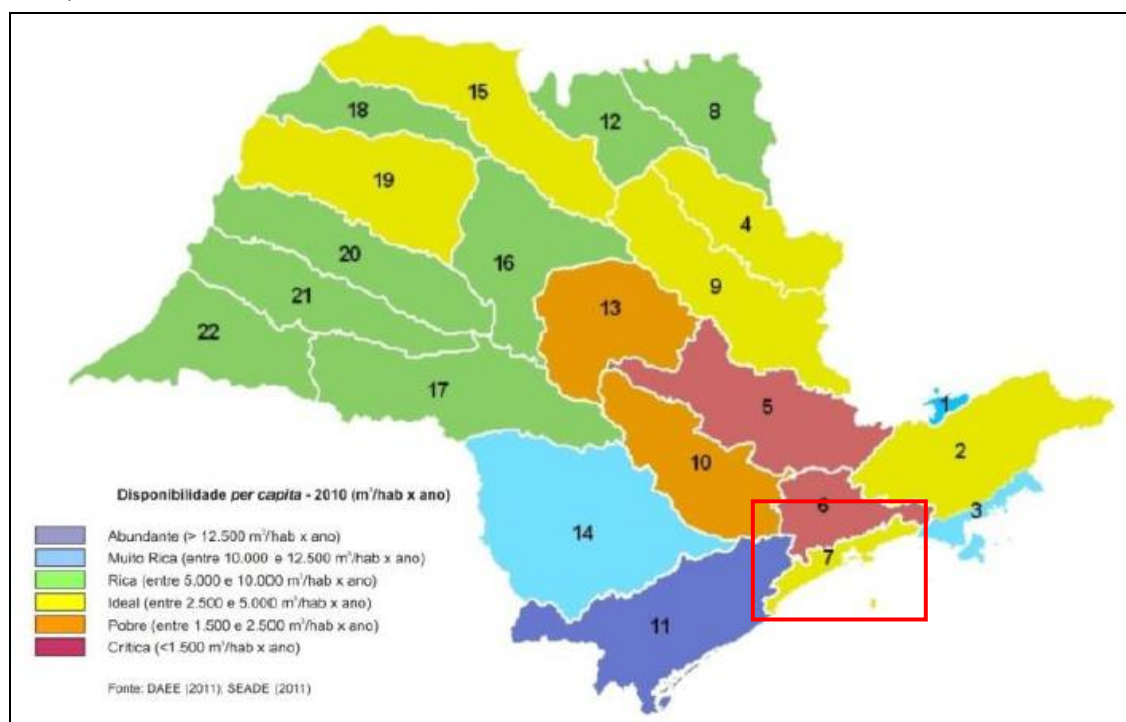 15
18
12
8
19
4
20
16
9
21
13
22
17
5
1
2
10
6
3
14
7
11
Disponibilidade per capita - 2010 (m³/hab x ano)
Abundante (> 12.500 m³/hab x ano)
Muito Rica (entre 10.000 e 12.500 m³/hab x ano)
Rica (entre 5.000 e 10.000 m³/hab x ano)
Ideal (entre 2.500 e 5.000 m³/hab x ano)
Pobre (entre 1.500 e 2.500 m³/hab x ano)
Crítica (<1.500 m³/hab x ano)
Fonte: DAEE (2011); SEADE (2011)